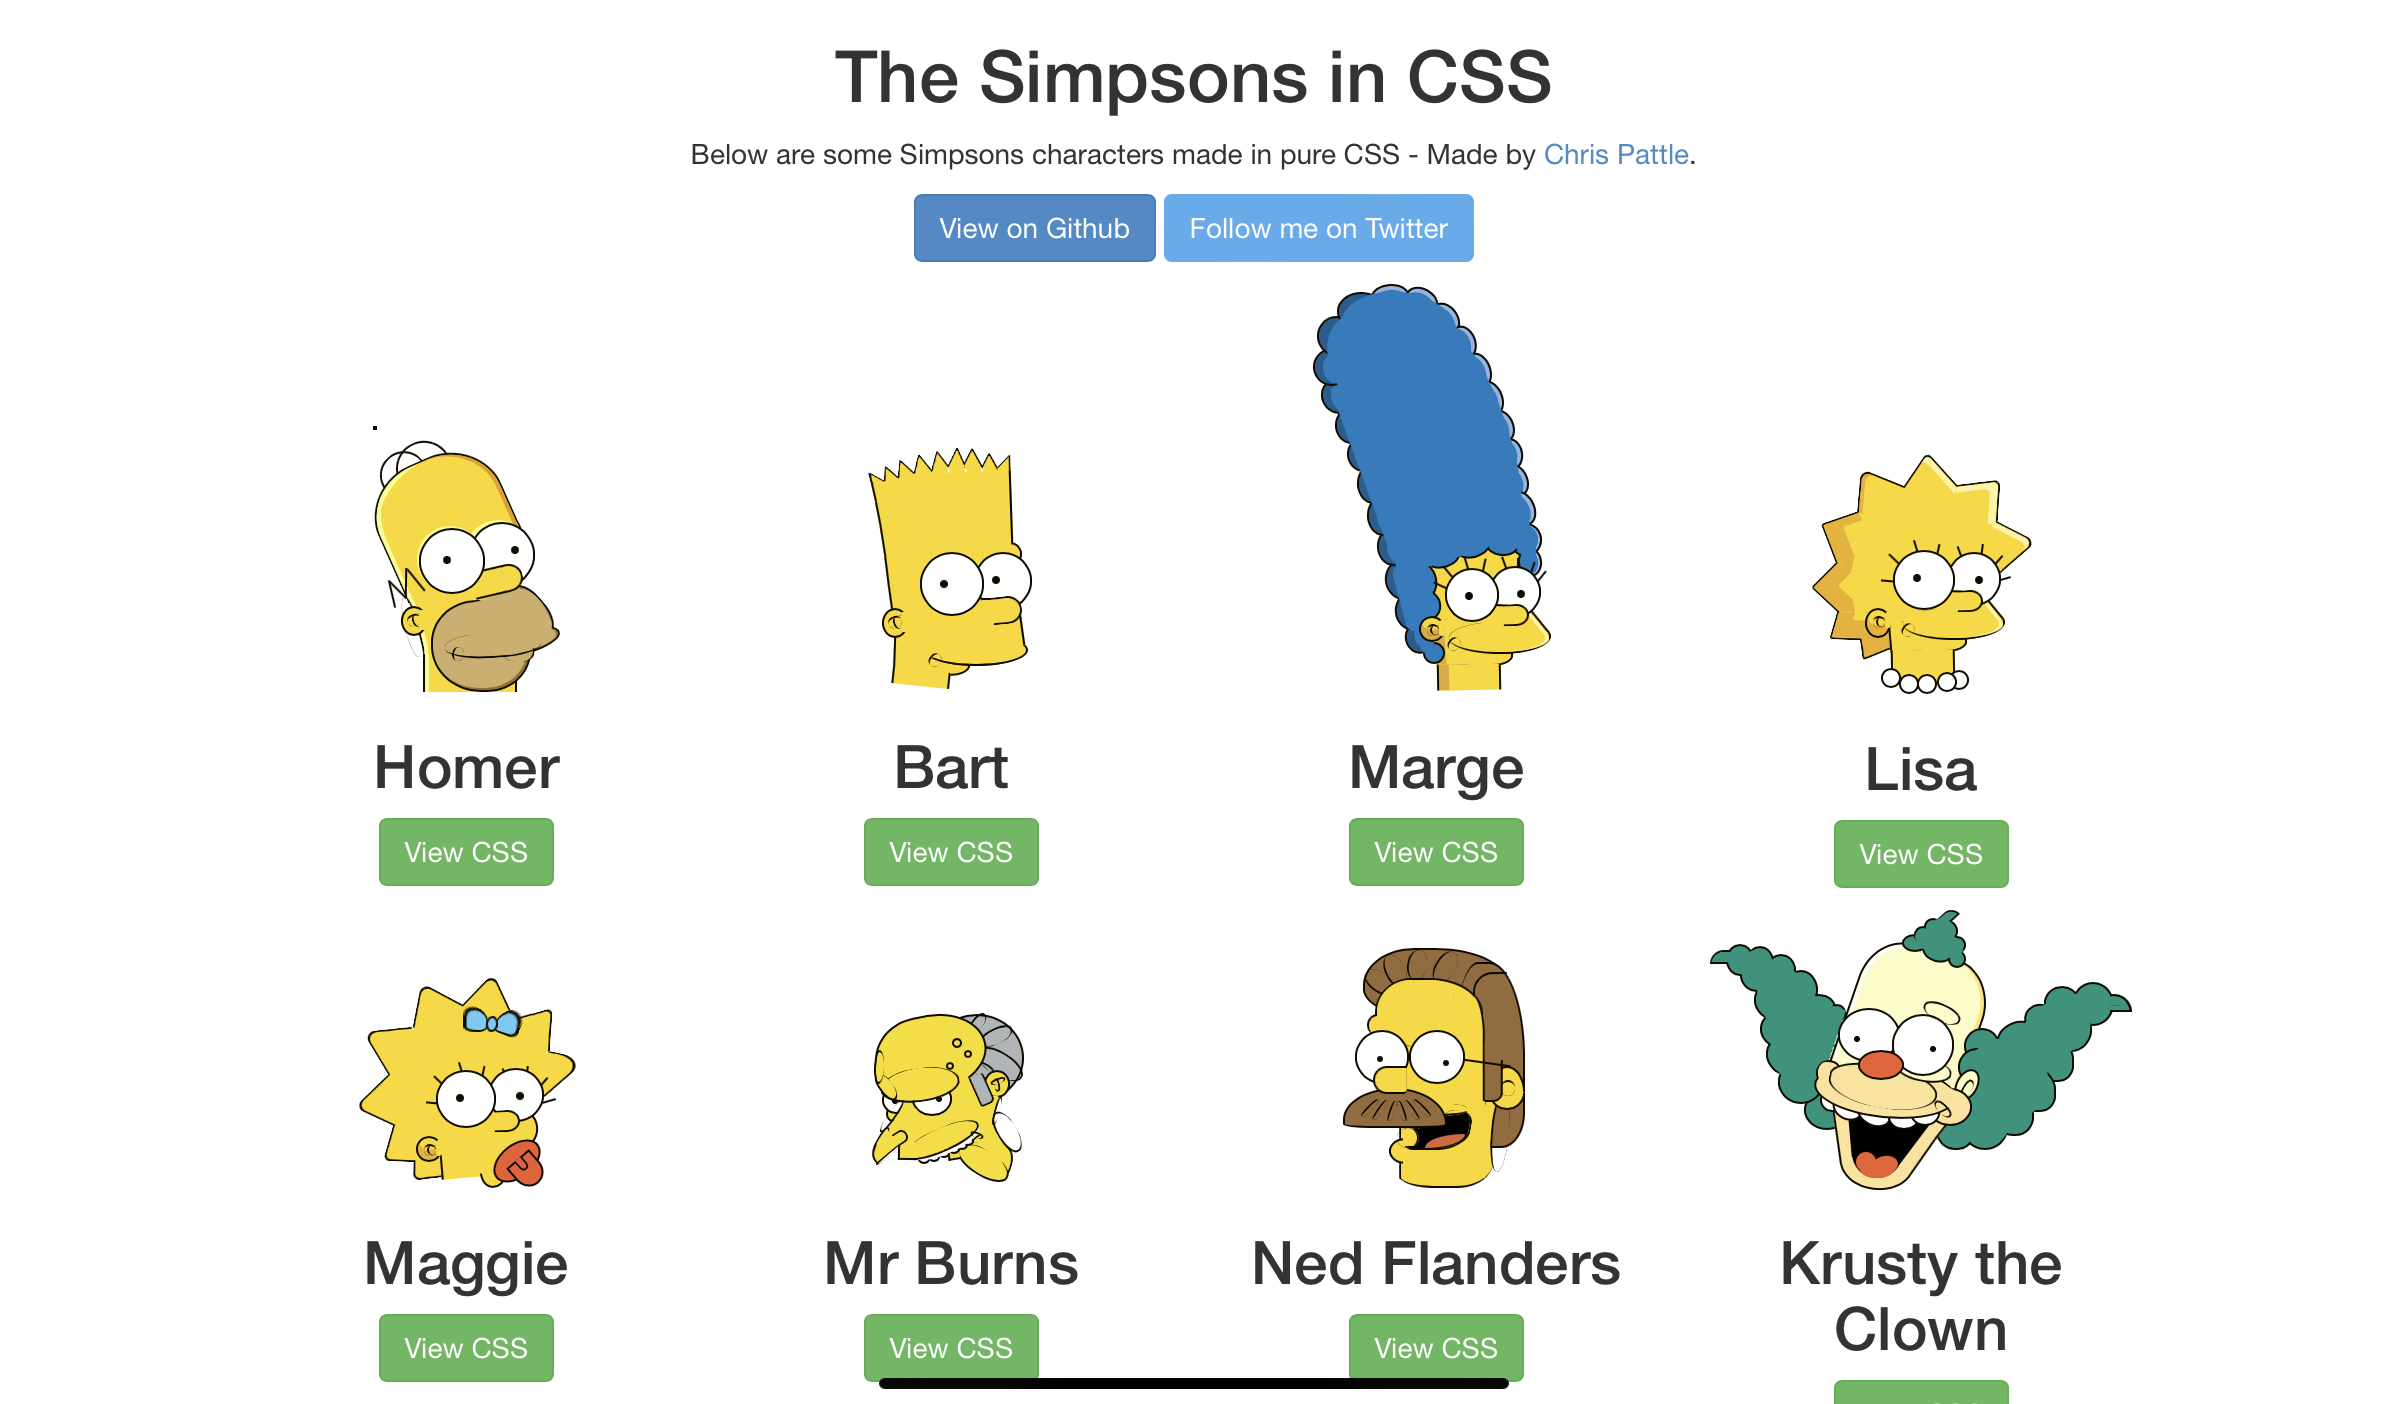 The Simpsons in CSS
Below are some Simpsons characters made in pure CSS - Made by Chris Pattle.
View on Github Follow me on Twitter
Homer Bart Marge Lisa
View CSS View CSS View CSS View CSS
Maggie Mr Burns Ned Flanders Krusty the
Clown
View CSS View CSS View CSS